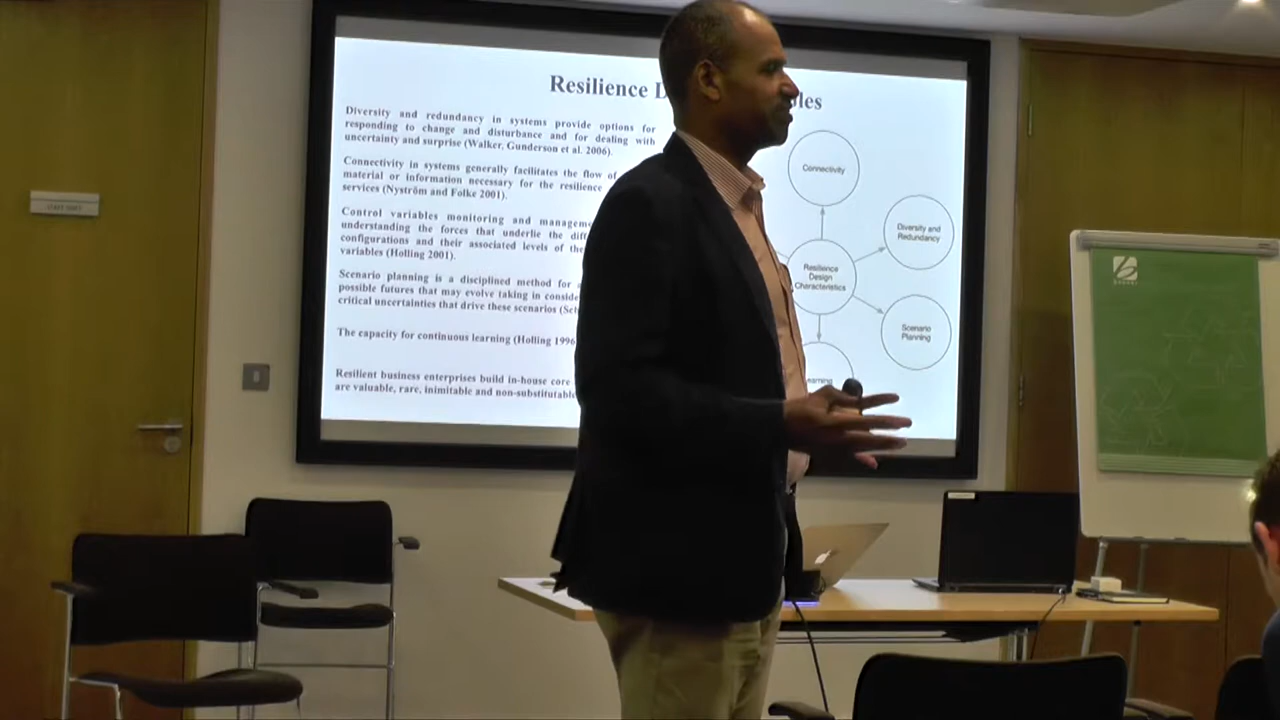 Resilience D les
Diversity and redundancy in systems provide options for
responding to change and disturbance and for dealing with
uncertainty and surprise (Walker, Gunderson et al. 2006).
Connectivity in systems generally facilitates the flow of
material or information necessary for the resilience
services (Nyström and Folke 2001).
Control variables monitoring and manageme
understanding the forces that underlie the diff
configurations and their associated levels of the
variables (Holling 2001).
Scenario planning is a disciplined method for
possible futures that may evolve taking in conside
critical uncertainties that drive these scenarios (Sc
The capacity for continuous learning (Holling 1996
Resilient business enterprises build in-house core
are valuable, rare, inimitable and non-substitutable
Connectivity
Diversity and
Redundancy
Resilience
Design
Characteristics
Scenario
Planning
earning